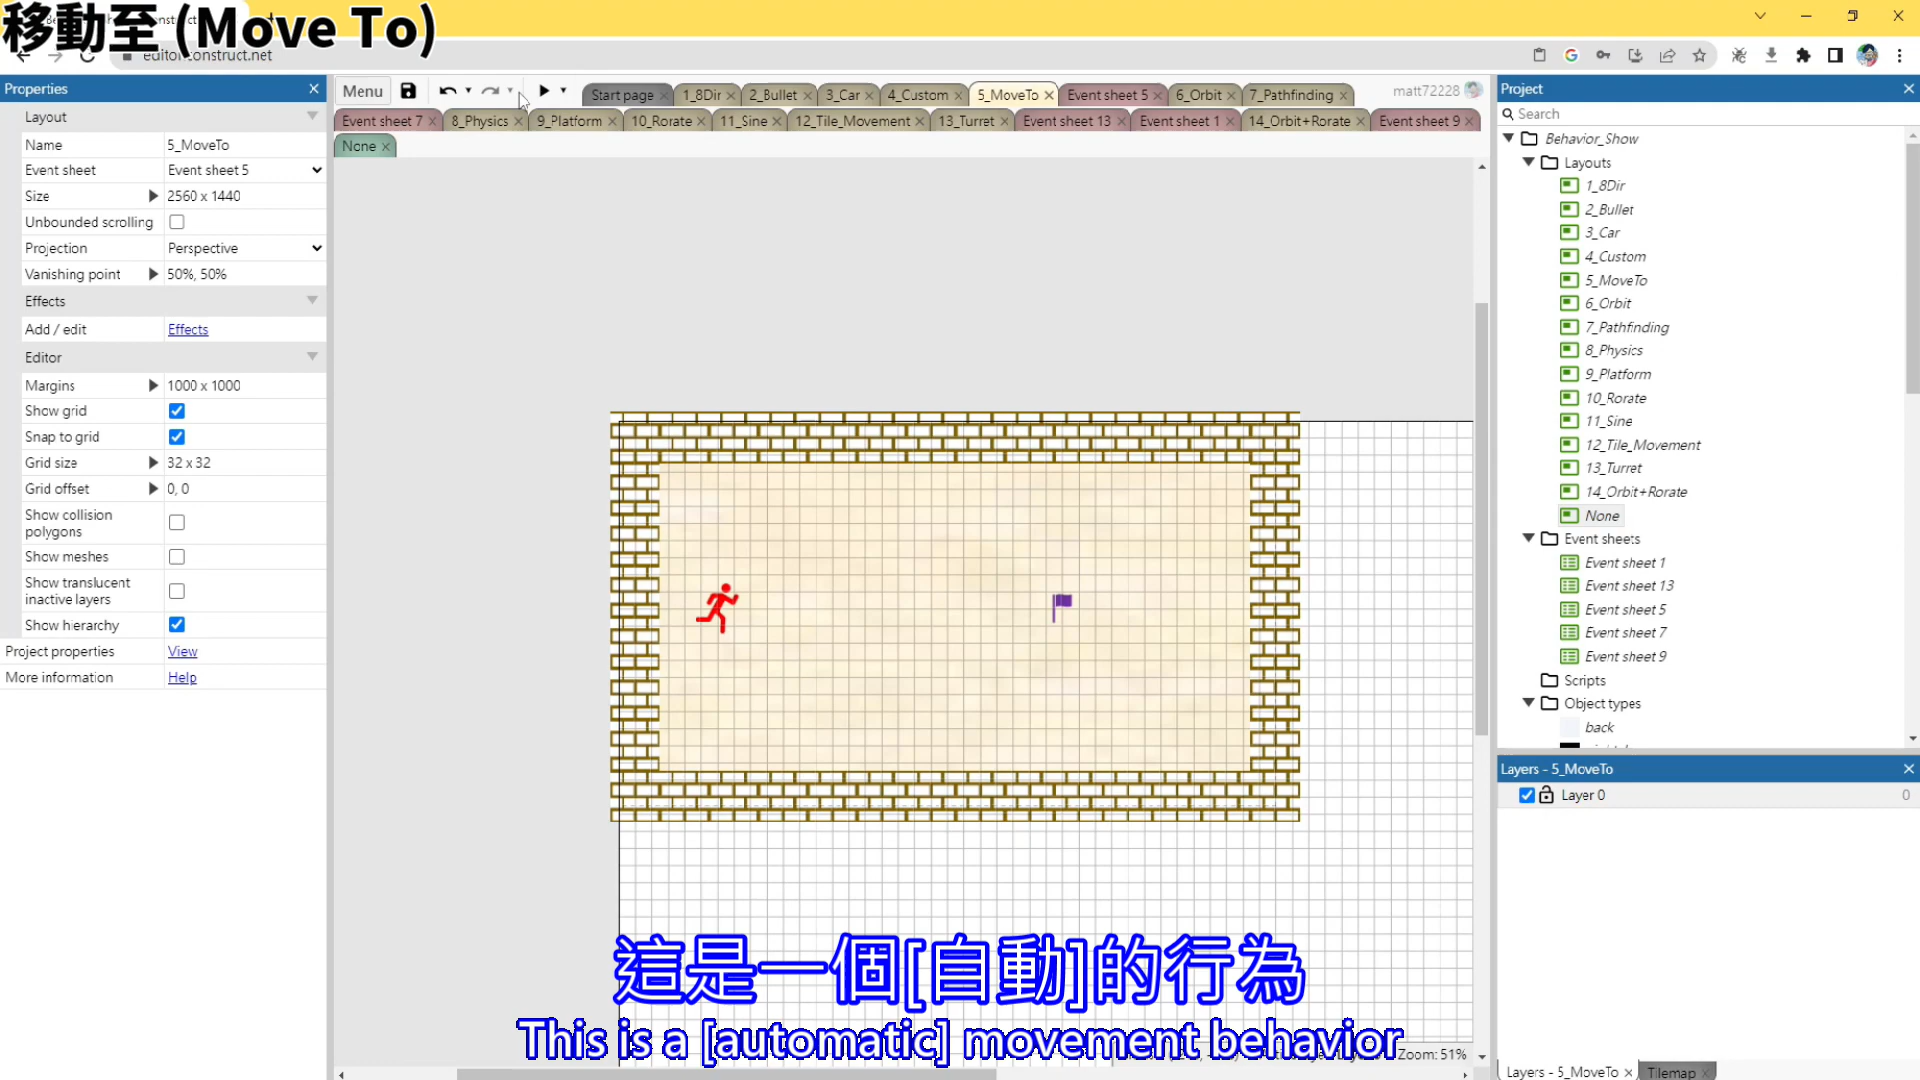 移動至 (Move To)
editor.construct.net
Properties
Layout
Name 5_MoveTo
Event sheet Event sheet 5
Size 2560 x 1440
Unbounded scrolling
Projection Perspective
Vanishing point 50%, 50%
Effects
Add / edit Effects
Editor
Margins 1000 x 1000
Show grid
Snap to grid
Grid size 32 x 32
Grid offset 0, 0
Show collision
polygons
Show meshes
Show translucent
inactive layers
Show hierarchy
Project properties View
More information Help
Menu
Start page 1_8Dir 2_Bullet 3_Car 4_Custom 5_MoveTo Event sheet 5 6_Orbit 7_Pathfinding
matt72228
Event sheet 7 8_Physics 9_Platform 10_Rorate 11_Sine 12_Tile_Movement 13_Turret Event sheet 13 Event sheet 1 14_Orbit+Rorate Event sheet 9
None
這是一個[自動]的行為
This is a [automatic] movement behavior
Zoom: 51%
Project
Search
Behavior_Show
Layouts
1_8Dir
2_Bullet
3_Car
4_Custom
5_MoveTo
6_Orbit
7_Pathfinding
8_Physics
9_Platform
10_Rorate
11_Sine
12_Tile_Movement
13_Turret
14_Orbit+Rorate
None
Event sheets
Event sheet 1
Event sheet 13
Event sheet 5
Event sheet 7
Event sheet 9
Scripts
Object types
back
Layers - 5_MoveTo
Layer 0 0
Layers - 5_MoveTo Tilemap